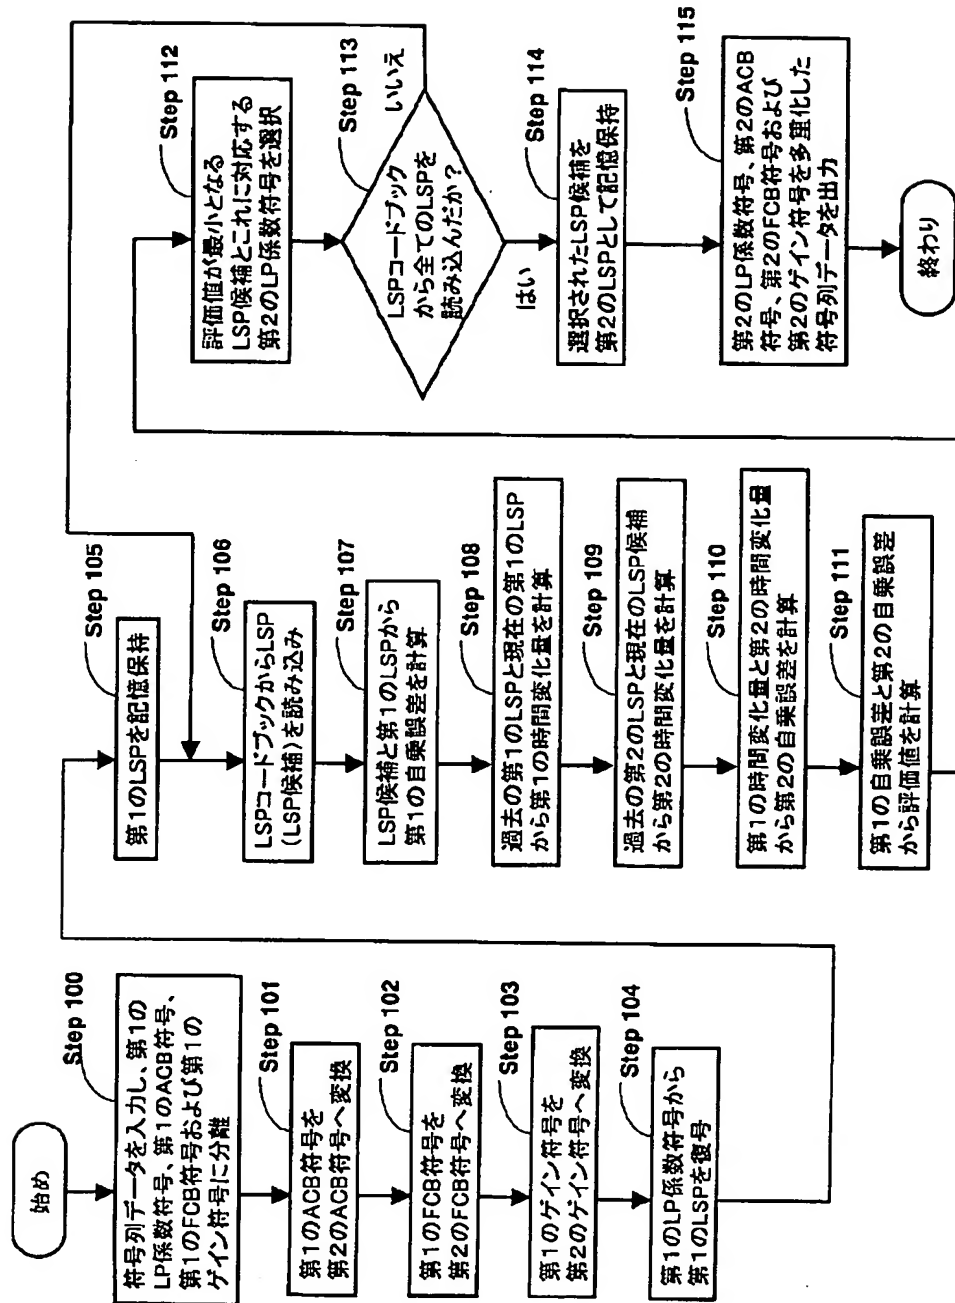 始め
Step 100
符号列データを入力し、第1の
LP係数符号、第1のACB符号、
第1のFCB符号および第1の
ゲイン符号に分離
Step 101
第1のACB符号を
第2のACB符号へ変換
Step 102
第1のFCB符号を
第2のFCB符号へ変換
Step 103
第1のゲイン符号を
第2のゲイン符号へ変換
Step 104
第1のLP係数符号から
第1のLSPを復号
Step 105
第1のLSPを記憶保持
Step 106
LSPコードブックからLSP
(LSP候補)を読み込み
Step 107
LSP候補と第1のLSPから
第1の自乗誤差を計算
Step 108
過去の第1のLSPと現在の第1のLSP
から第1の時間変化量を計算
Step 109
過去の第2のLSPと現在のLSP候補
から第2の時間変化量を計算
Step 110
第1の時間変化量と第2の時間変化量
から第2の自乗誤差を計算
Step 111
第1の自乗誤差と第2の自乗誤差
から評価値を計算
Step 112
評価値が最小となる
LSP候補とこれに対応する
第2のLP係数符号を選択
Step 113
LSPコードブック
から全てのLSPを
読み込んだか?
いいえ
はい
Step 114
選択されたLSP候補を
第2のLSPとして記憶保持
Step 115
第2のLP係数符号、第2のACB
符号、第2のFCB符号および
第2のゲイン符号を多重化した
符号列データを出力
終わり